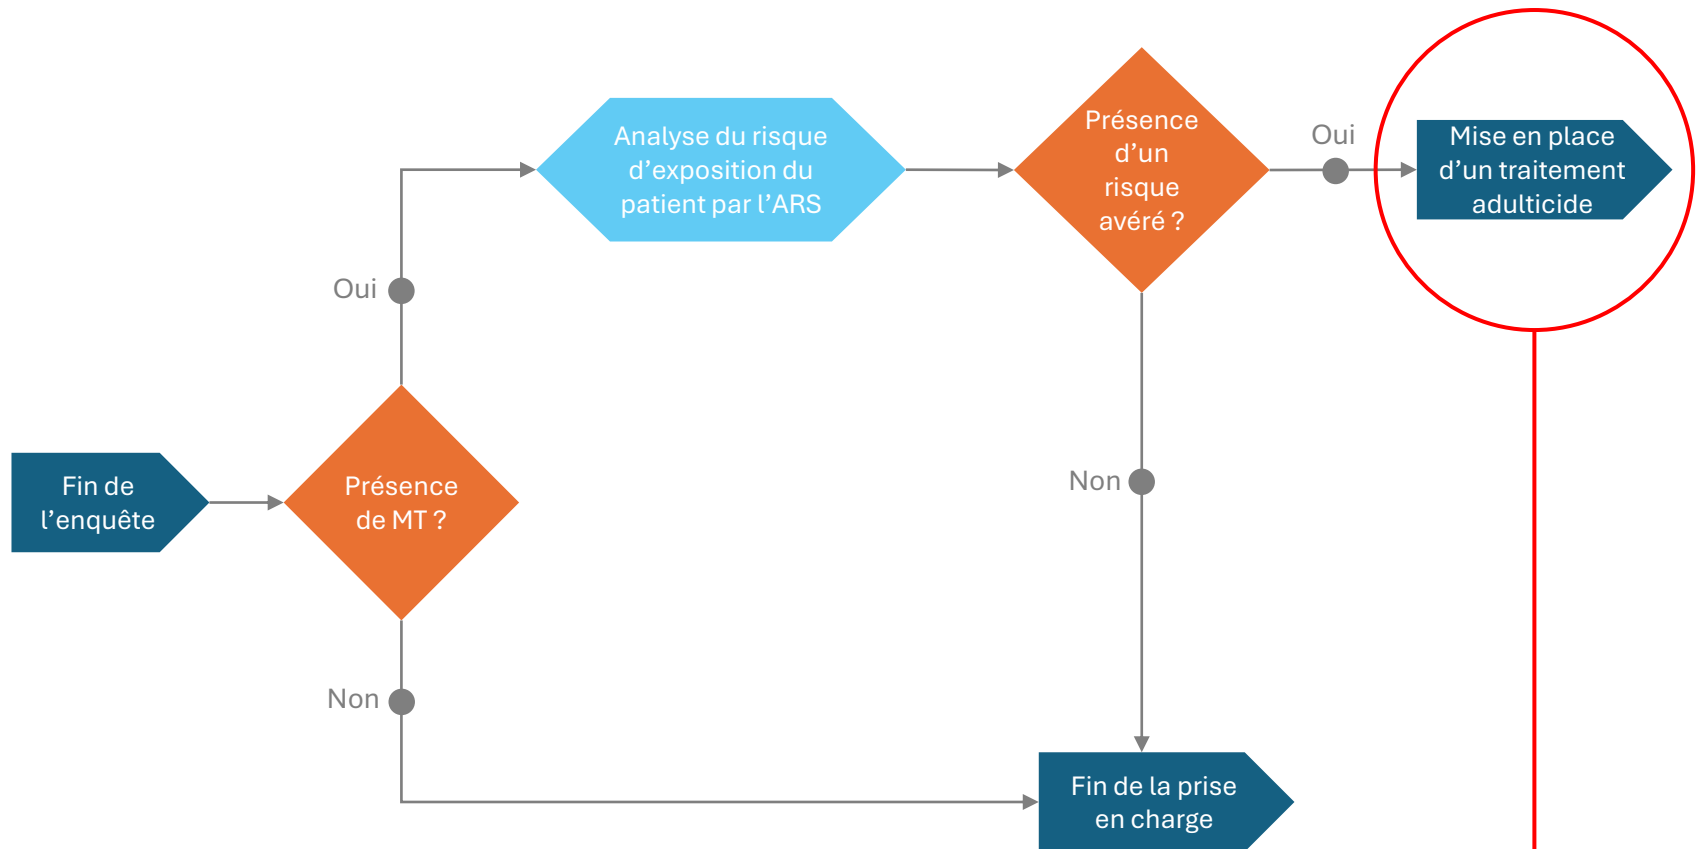 Fin de
l’enquête
Présence
de MT ?
Oui
Non
Analyse du risque
d’exposition du
patient par l’ARS
Présence
d’un
risque
avéré ?
Oui
Non
Mise en place
d’un traitement
adulticide
Fin de la prise
en charge